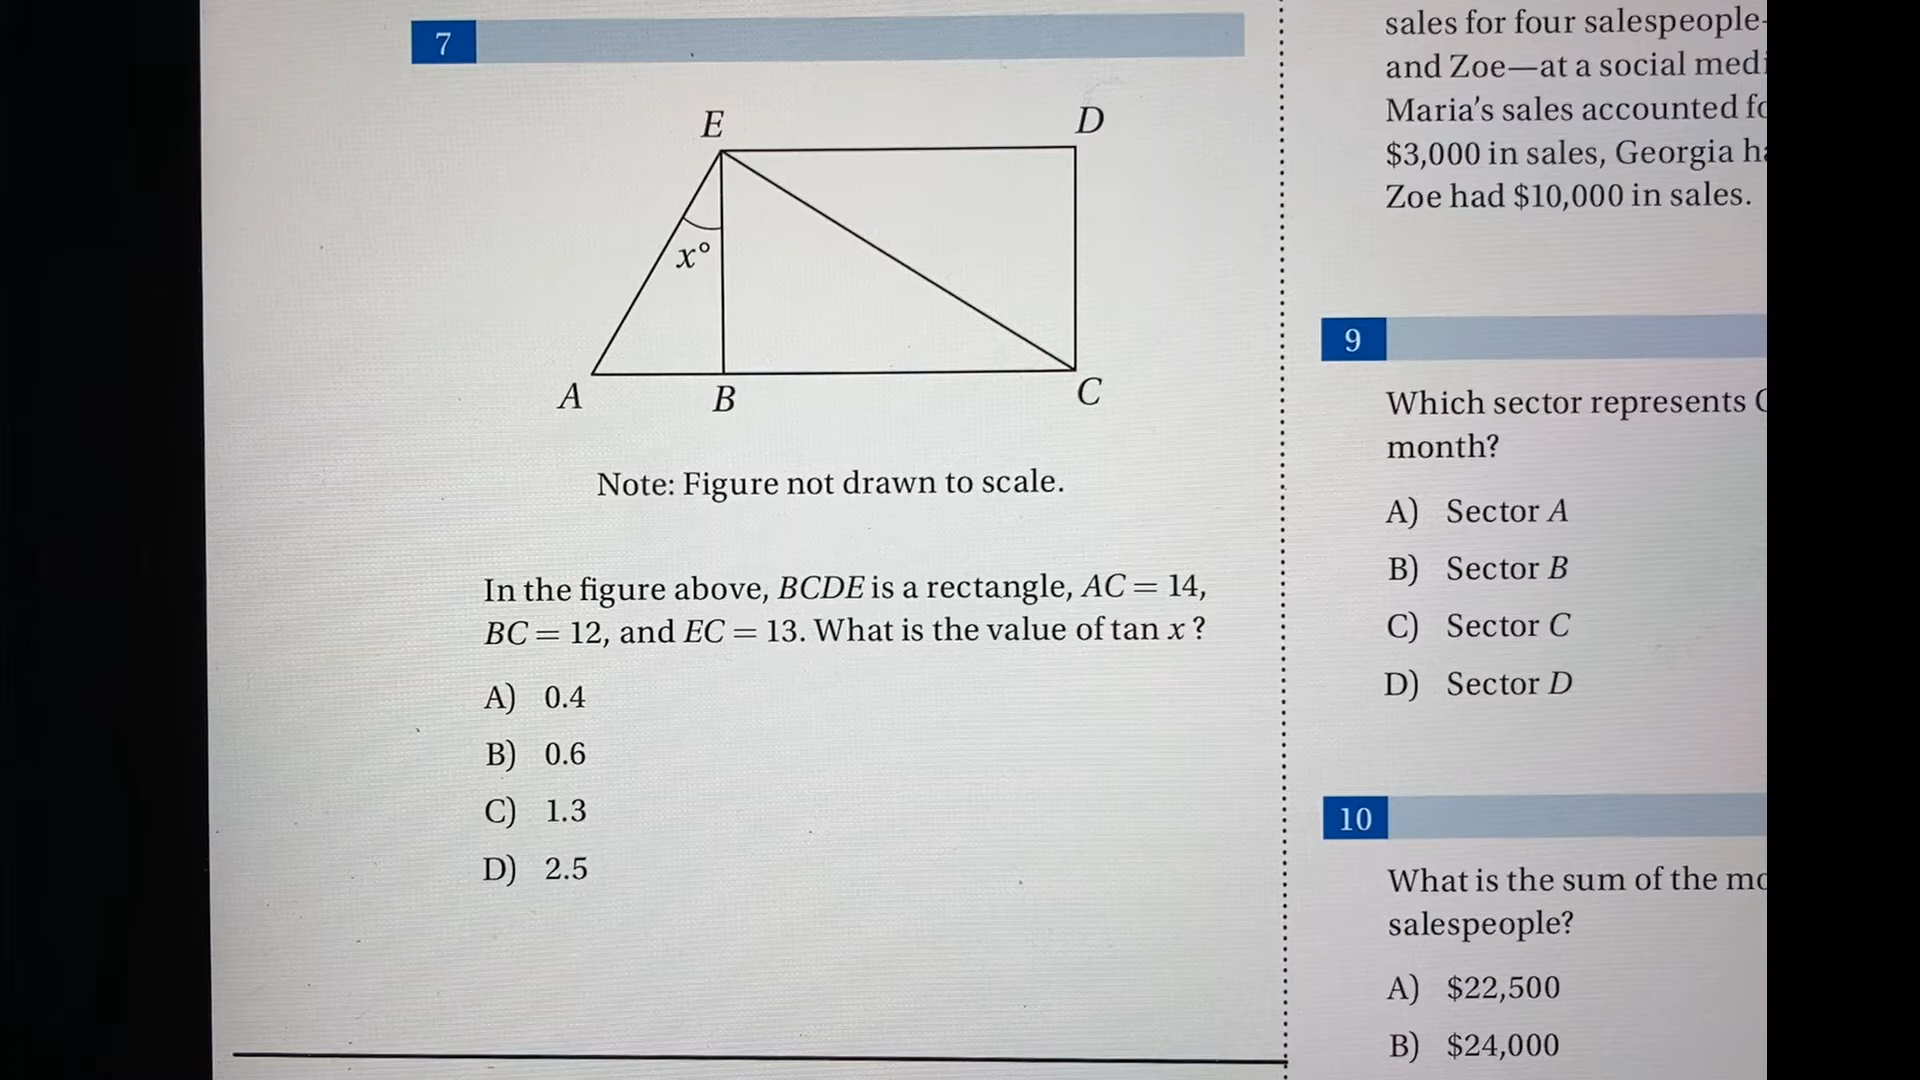 7
E
D
x°
A
B
C
Note: Figure not drawn to scale.
In the figure above, BCDE is a rectangle, AC = 14,
BC = 12, and EC = 13. What is the value of tan x ?
A) 0.4
B) 0.6
C) 1.3
D) 2.5
sales for four salespeople-
and Zoe—at a social
Maria's sales accounted
$3,000 in sales, Georgia
Zoe had $10,000 in sales.
9
Which sector represents
month?
A) Sector A
B) Sector B
C) Sector C
D) Sector D
10
What is the sum of the
salespeople?
A) $22,500
B) $24,000